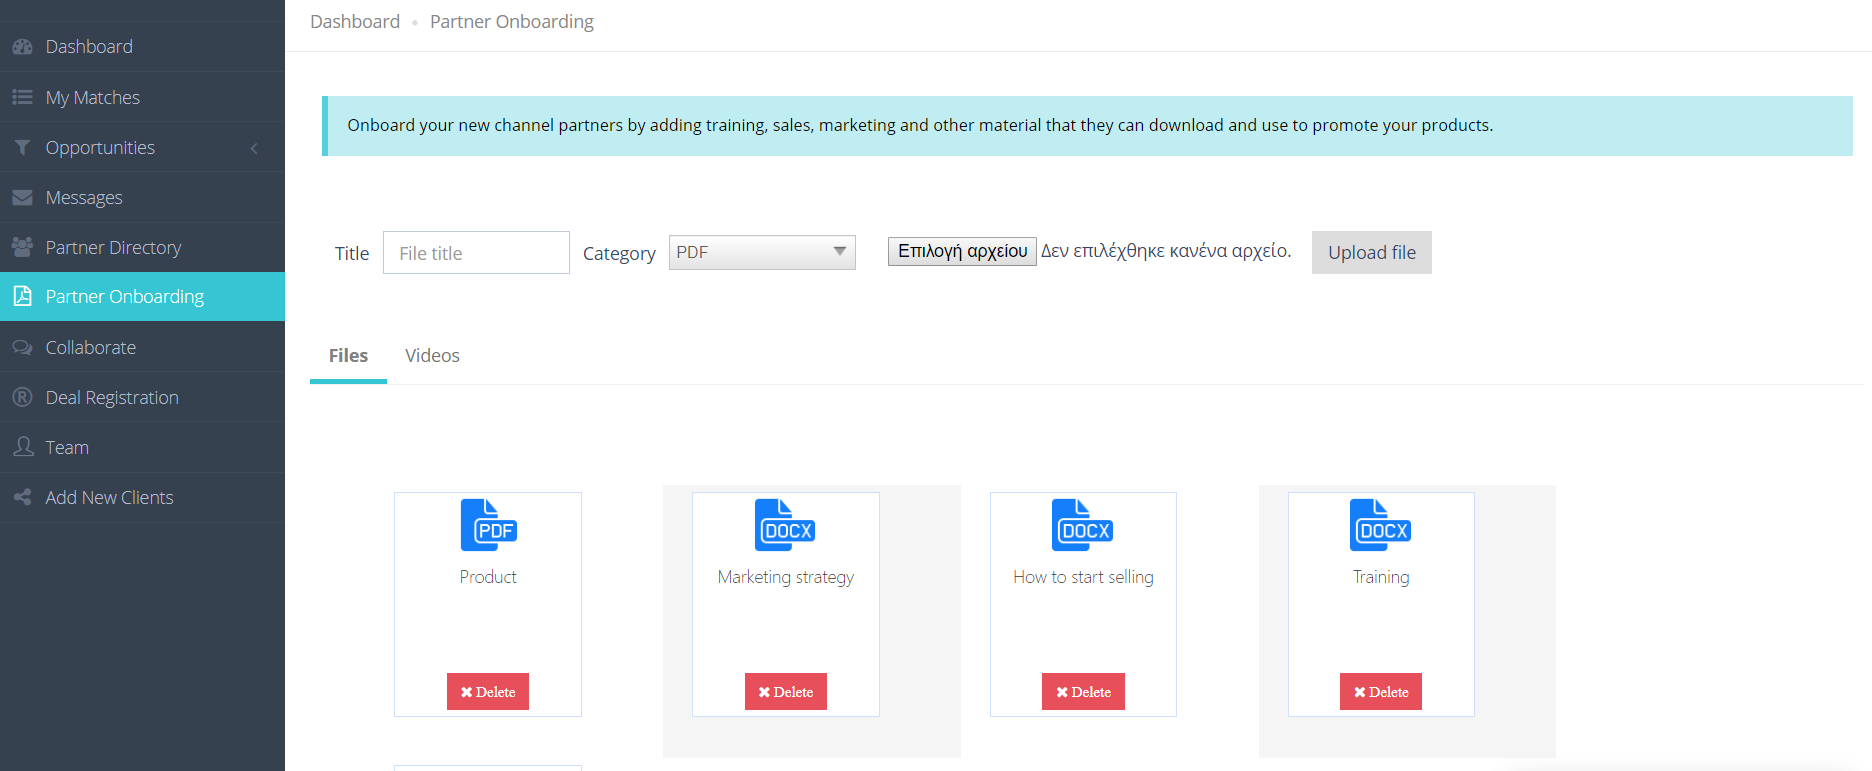 Dashboard
My Matches
Opportunities
Messages
Partner Directory
Partner Onboarding
Collaborate
Deal Registration
Team
Add New Clients
Dashboard • Partner Onboarding
Onboard your new channel partners by adding training, sales, marketing and other material that they can download and use to promote your products.
Title File title Category PDF Επιλογή αρχείου Δεν επιλέχθηκε κανένα αρχείο. Upload file
Files Videos
PDF DOCX DOCX DOCX
Product Marketing strategy How to start selling Training
Delete Delete Delete Delete